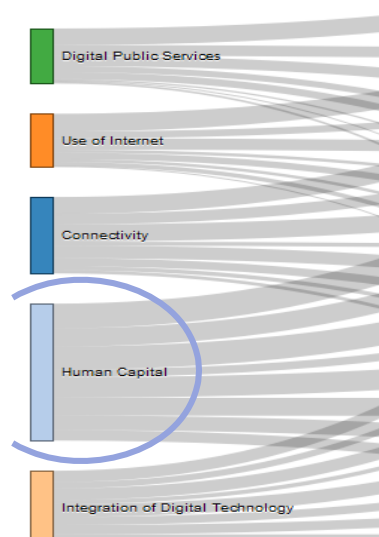 Digital Public Services
Use of Internet
Connectivity
Human Capital
Integration of Digital Technology